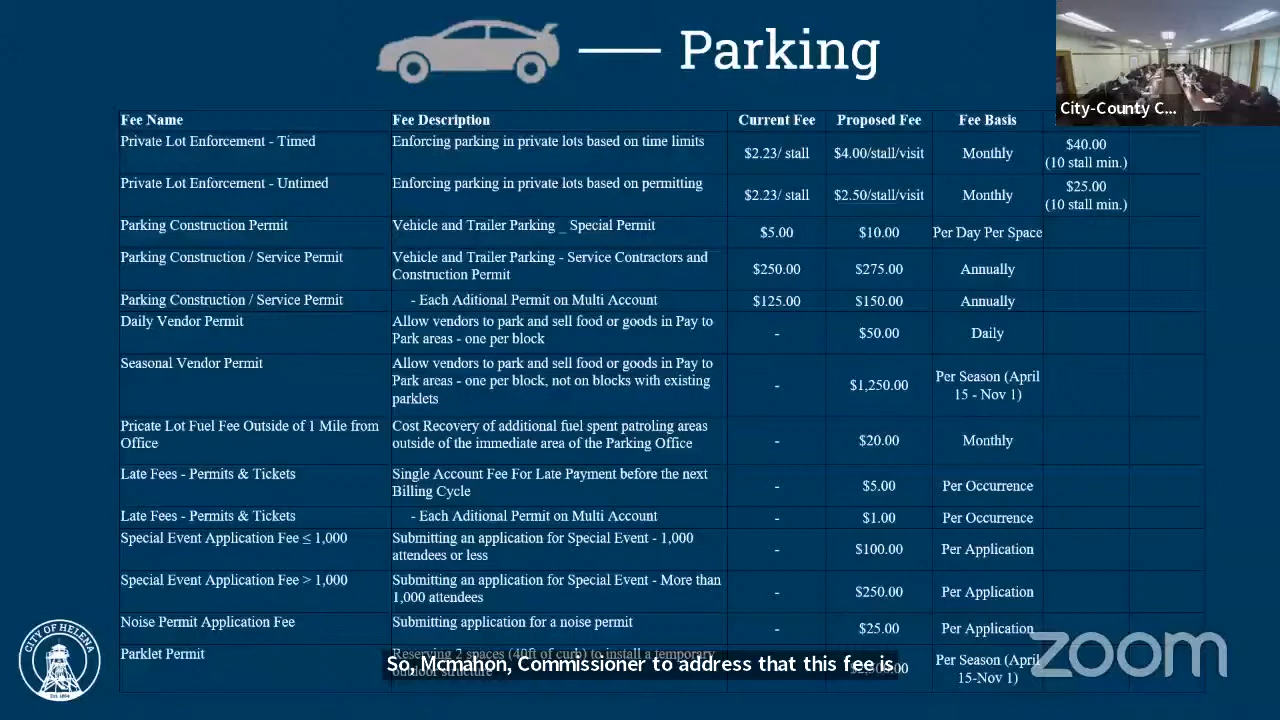 Parking
City-County C...
Fee Name Fee Description Current Fee Proposed Fee Fee Basis
Private Lot Enforcement - Timed Enforcing parking in private lots based on time limits $2.23/ stall $4.00/stall/visit Monthly $40.00 (10 stall min.)
Private Lot Enforcement - Untimed Enforcing parking in private lots based on permitting $2.23/ stall $2.50/stall/visit Monthly $25.00 (10 stall min.)
Parking Construction Permit Vehicle and Trailer Parking _ Special Permit $5.00 $10.00 Per Day Per Space
Parking Construction / Service Permit Vehicle and Trailer Parking - Service Contractors and Construction Permit $250.00 $275.00 Annually
Parking Construction / Service Permit - Each Aditional Permit on Multi Account $125.00 $150.00 Annually
Daily Vendor Permit Allow vendors to park and sell food or goods in Pay to Park areas - one per block - $50.00 Daily
Seasonal Vendor Permit Allow vendors to park and sell food or goods in Pay to Park areas - one per block, not on blocks with existing parklets - $1,250.00 Per Season (April 15 - Nov 1)
Pricate Lot Fuel Fee Outside of 1 Mile from Office Cost Recovery of additional fuel spent patroling areas outside of the immediate area of the Parking Office - $20.00 Monthly
Late Fees - Permits & Tickets Single Account Fee For Late Payment before the next Billing Cycle - $5.00 Per Occurrence
Late Fees - Permits & Tickets - Each Aditional Permit on Multi Account - $1.00 Per Occurrence
Special Event Application Fee ≤ 1,000 Submitting an application for Special Event - 1,000 attendees or less - $100.00 Per Application
Special Event Application Fee > 1,000 Submitting an application for Special Event - More than 1,000 attendees - $250.00 Per Application
Noise Permit Application Fee Submitting application for a noise permit - $25.00 Per Application
Parklet Permit Reserving 2 spaces (40ft of curb) to install a temporary outdoor structure Per Season (April 15-Nov 1)
So, Mcmahon, Commissioner to address that this fee is
CITY OF HELENA
Est. 1864
zoom